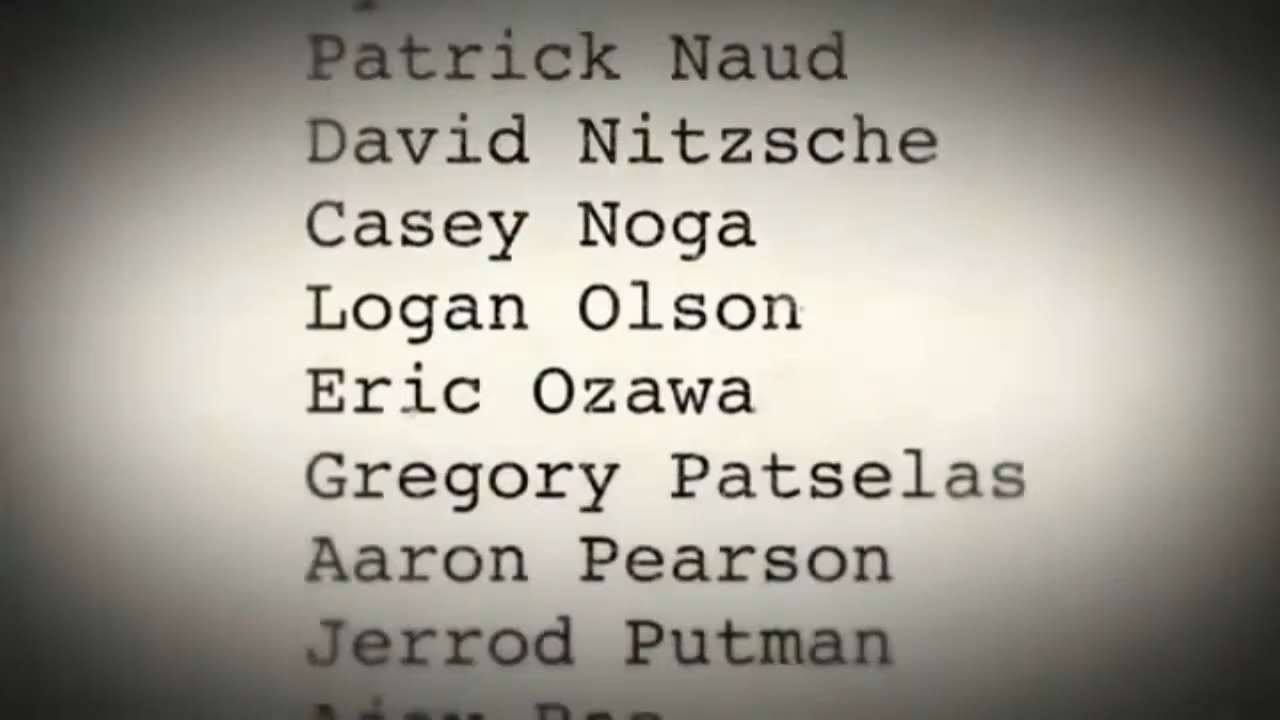 Patrick Naud
David Nitzsche
Casey Noga
Logan Olson
Eric Ozawa
Gregory Patselas
Aaron Pearson
Jerrod Putman